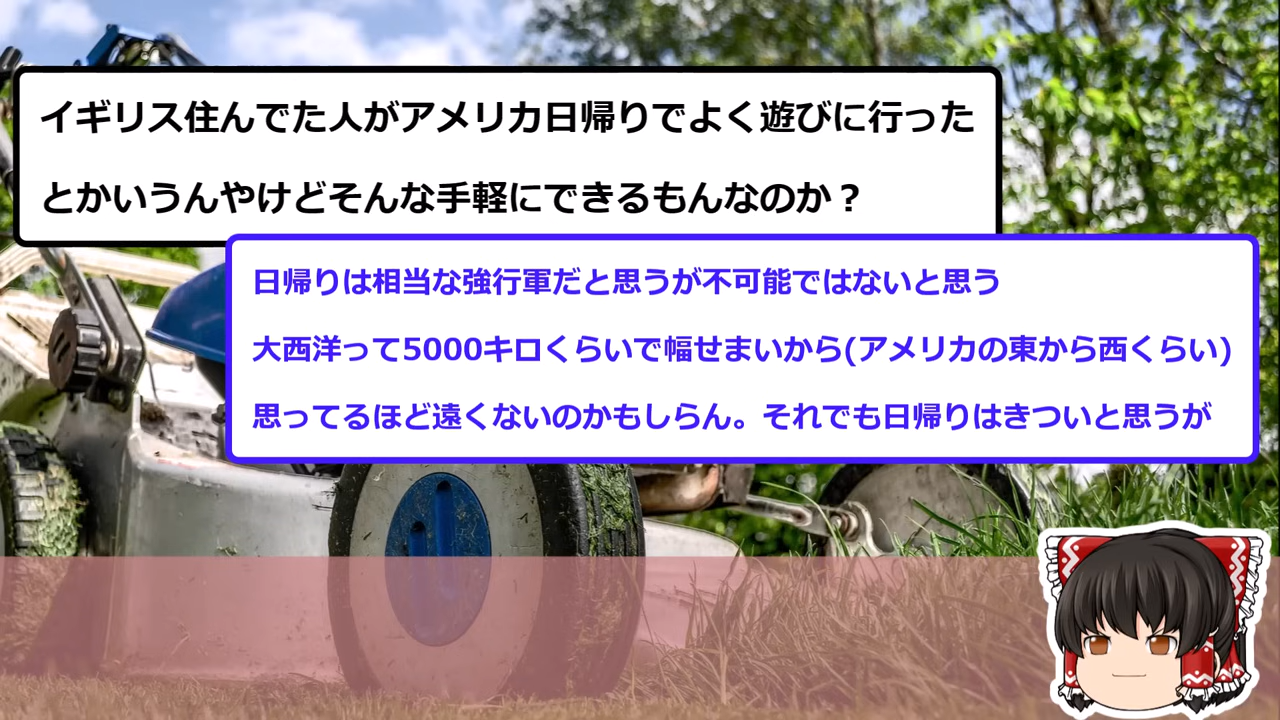 イギリス住んでた人がアメリカ日帰りでよく遊びに行った
とかいうんやけどそんな手軽にできるもんなのか？
日帰りは相当な強行軍だと思うが不可能ではないと思う
大西洋って5000キロくらいで幅せまいから(アメリカの東から西くらい)
思ってるほど遠くないのかもしらん。それでも日帰りはきついと思うが